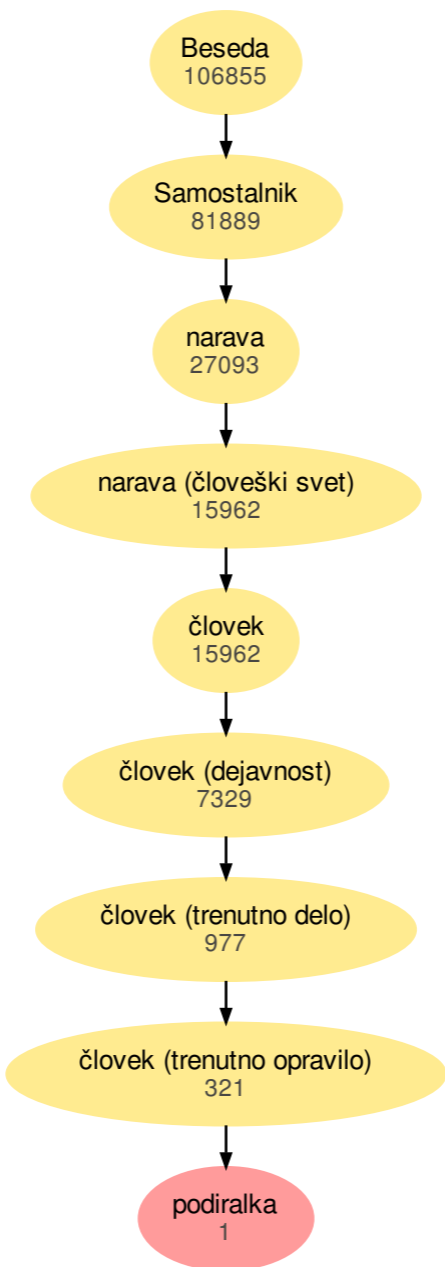 Beseda
106855
Samostalnik
81889
narava
27093
narava (človeški svet)
15962
človek
15962
človek (dejavnost)
7329
človek (trenutno delo)
977
človek (trenutno opravilo)
321
podiralka
1